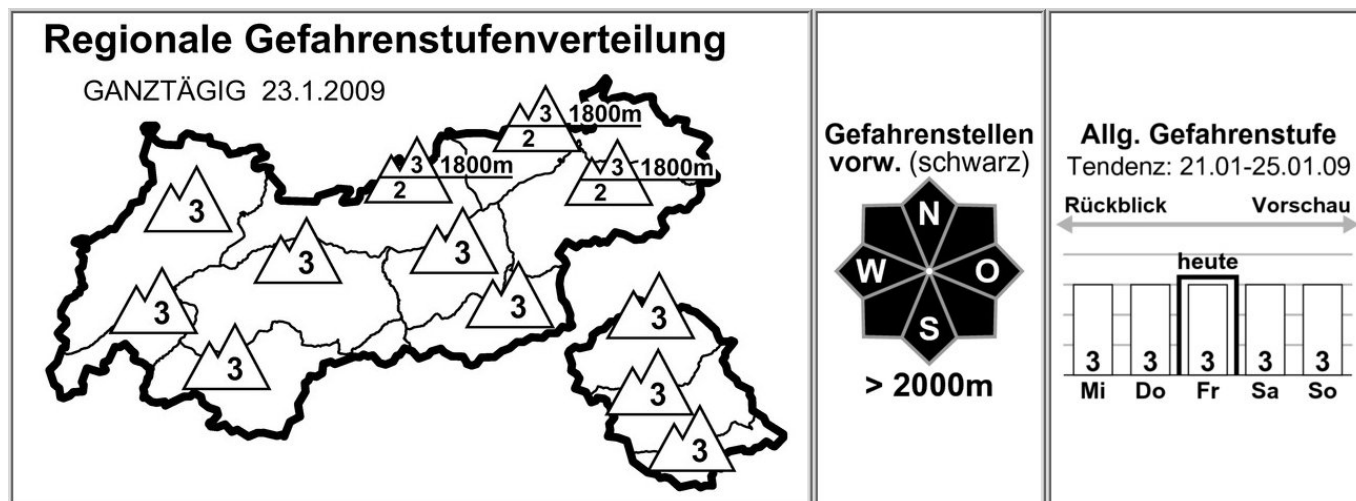 Regionale Gefahrenstufenverteilung
GANZTÄGIG 23.1.2009
3 1800m
2
3 1800m
2
3 1800m
2
3
3
3
3
3
3
3
3
3
Gefahrenstellen
vorw. (schwarz)
N
W O
S
> 2000m
Allg. Gefahrenstufe
Tendenz: 21.01-25.01.09
Rückblick Vorschau
heute
3 3 3 3 3
Mi Do Fr Sa So